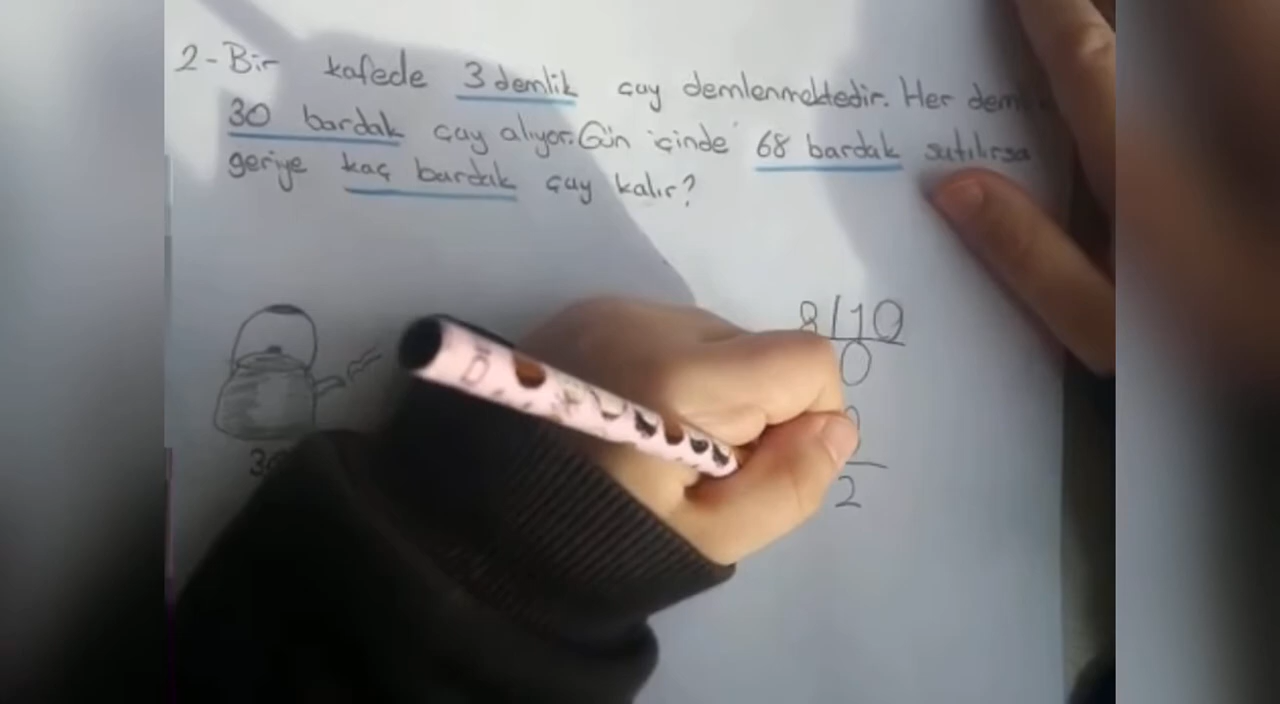 2-Bir kafede 3 demlik çay demlenmektedir. Her
30 bardak çay alıyor. Gün içinde 68 bardak satılırsa
geriye kaç bardak çay kalır?
8 10
0
2